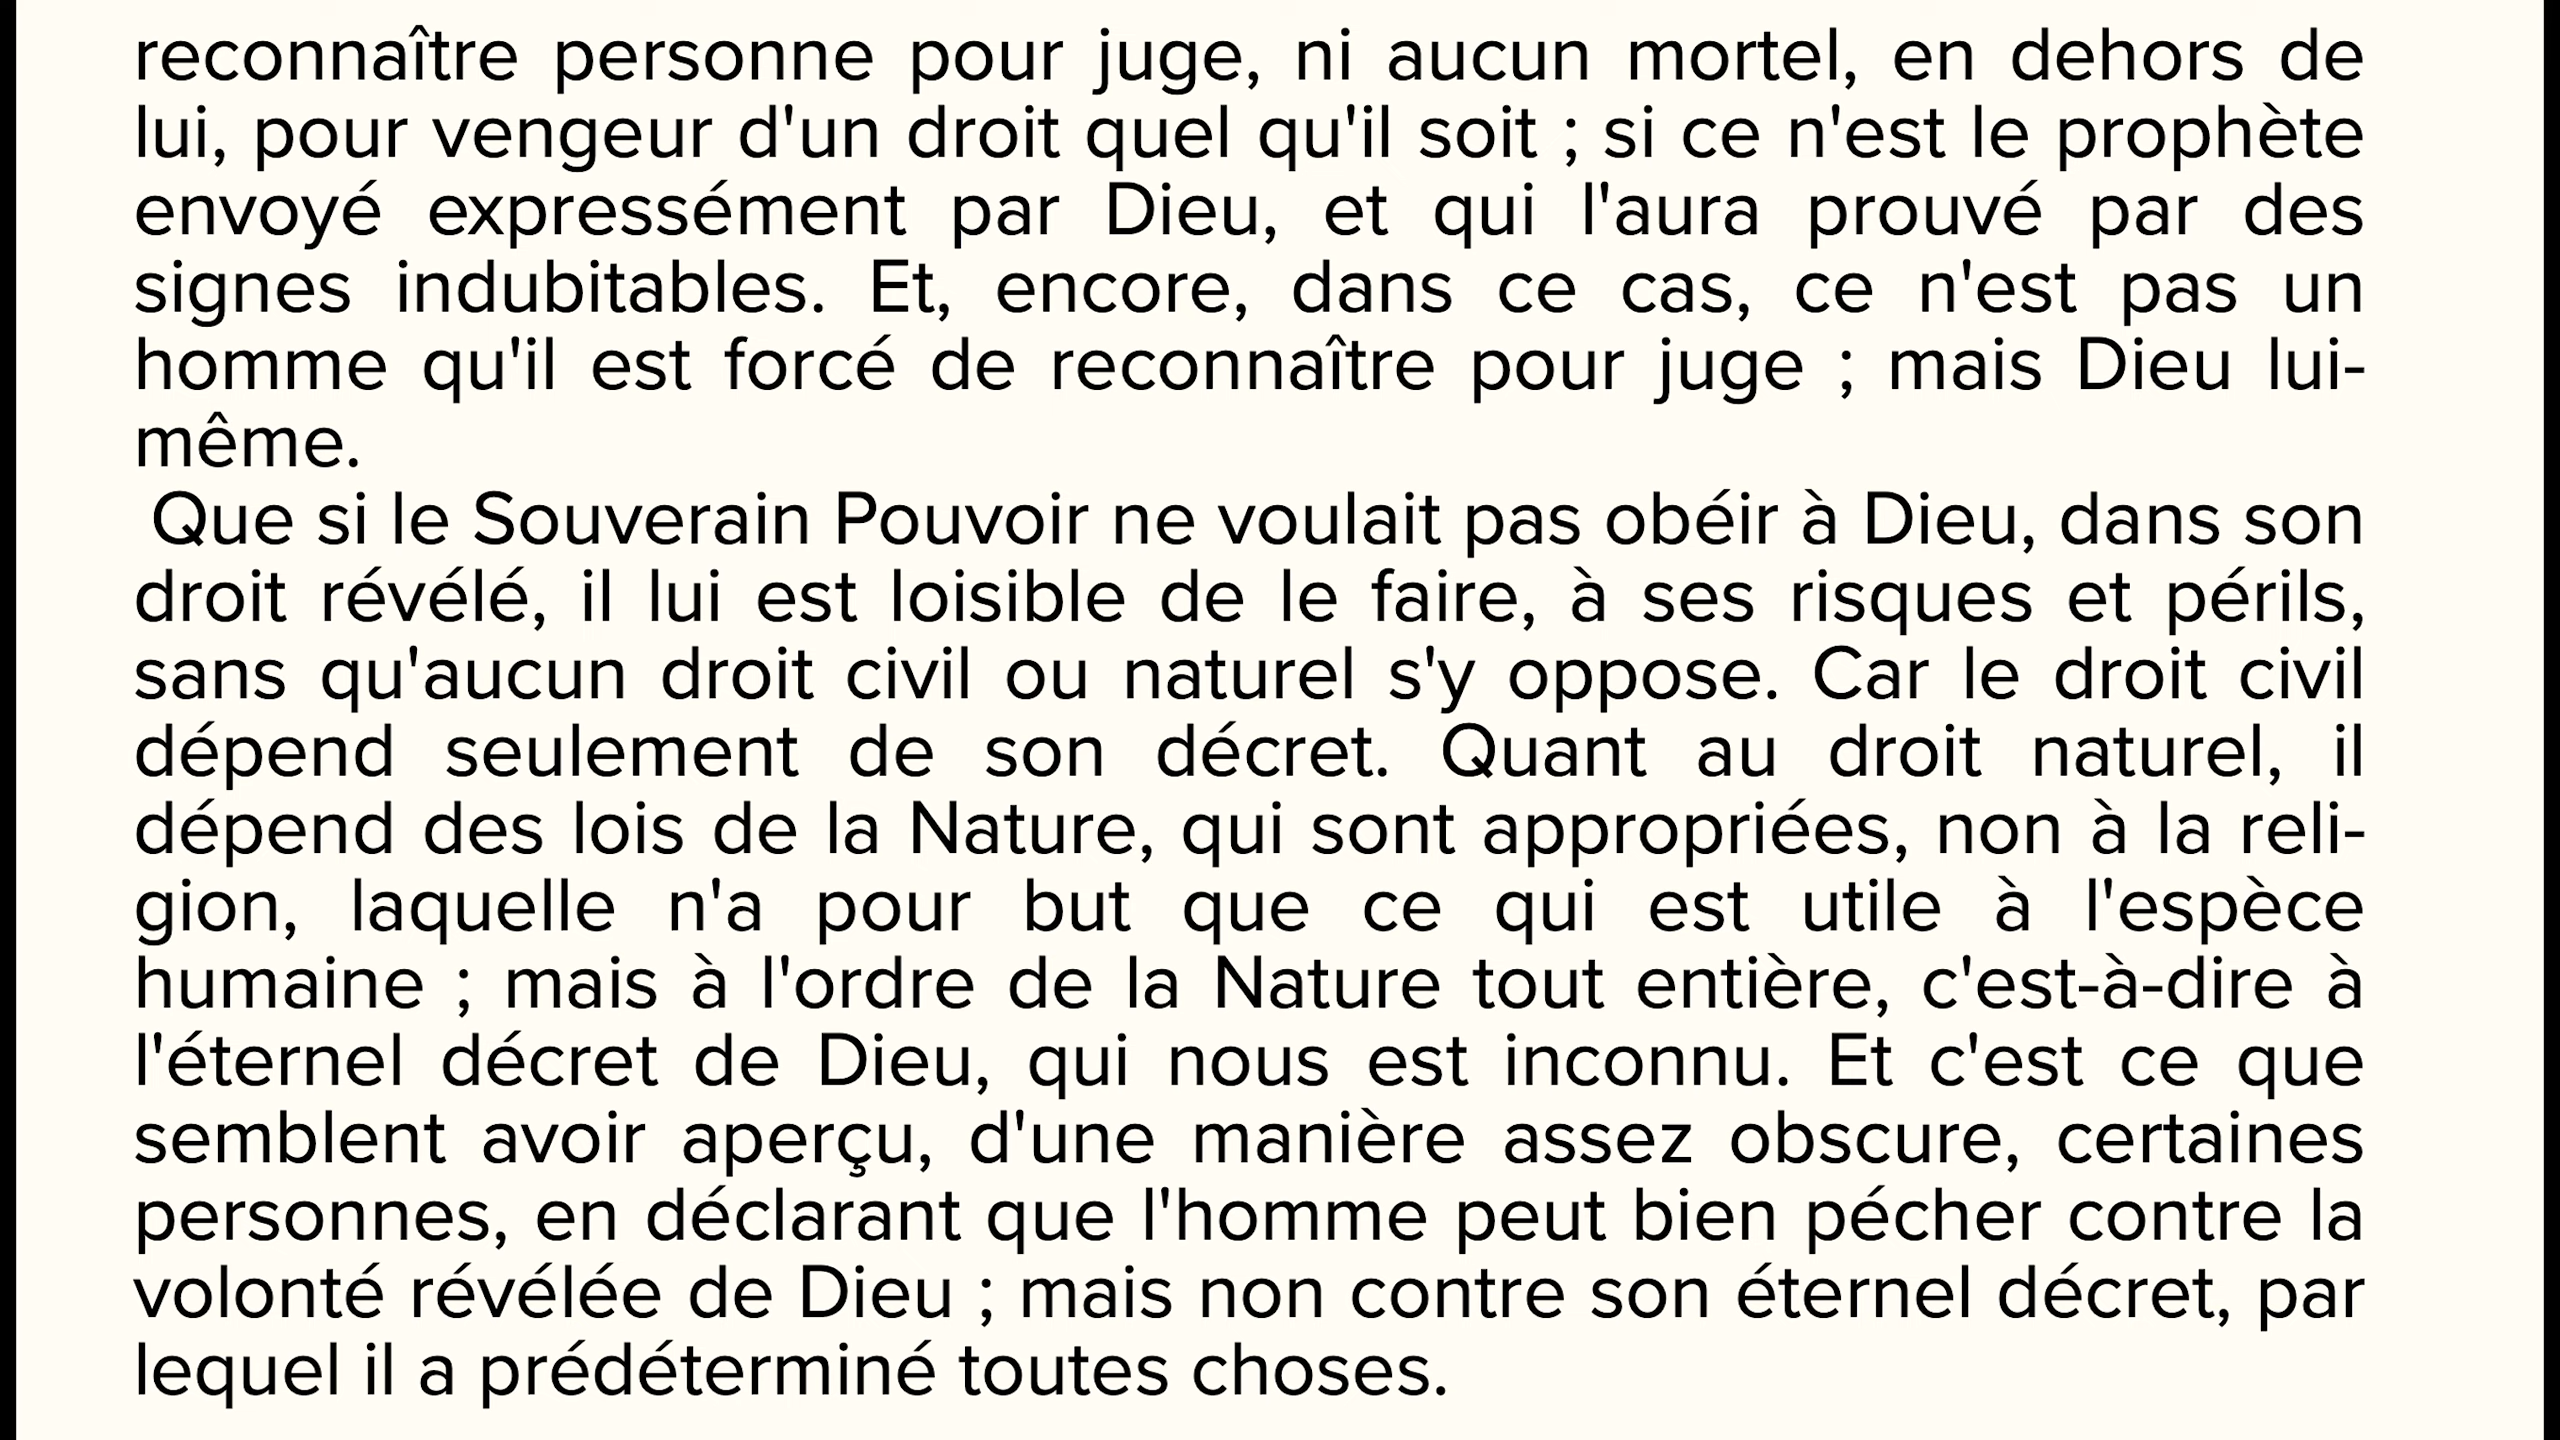 reconnaître personne pour juge, ni aucun mortel, en dehors de
lui, pour vengeur d'un droit quel qu'il soit ; si ce n'est le prophète
envoyé expressément par Dieu, et qui l'aura prouvé par des
signes indubitables. Et, encore, dans ce cas, ce n'est pas un
homme qu'il est forcé de reconnaître pour juge ; mais Dieu lui-
même.
Que si le Souverain Pouvoir ne voulait pas obéir à Dieu, dans son
droit révélé, il lui est loisible de le faire, à ses risques et périls,
sans qu'aucun droit civil ou naturel s'y oppose. Car le droit civil
dépend seulement de son décret. Quant au droit naturel, il
dépend des lois de la Nature, qui sont appropriées, non à la reli-
gion, laquelle n'a pour but que ce qui est utile à l'espèce
humaine ; mais à l'ordre de la Nature tout entière, c'est-à-dire à
l'éternel décret de Dieu, qui nous est inconnu. Et c'est ce que
semblent avoir aperçu, d'une manière assez obscure, certaines
personnes, en déclarant que l'homme peut bien pécher contre la
volonté révélée de Dieu ; mais non contre son éternel décret, par
lequel il a prédéterminé toutes choses.